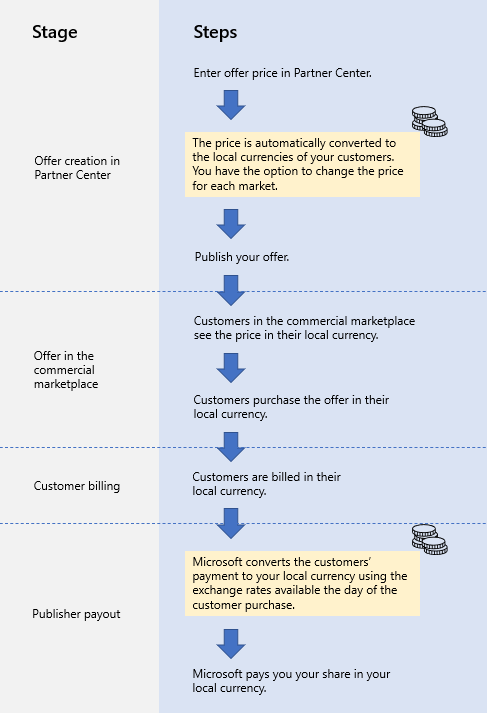 Stage
Steps
Enter offer price in Partner Center.
Offer creation in
Partner Center
The price is automatically converted to
the local currencies of your customers.
You have the option to change the price
for each market.
Publish your offer.
Offer in the
commercial
marketplace
Customers in the commercial marketplace
see the price in their local currency.
Customers purchase the offer in their
local currency.
Customer billing
Customers are billed in their
local currency.
Publisher payout
Microsoft converts the customers’
payment to your local currency using the
exchange rates available the day of the
customer purchase.
Microsoft pays you your share in your
local currency.